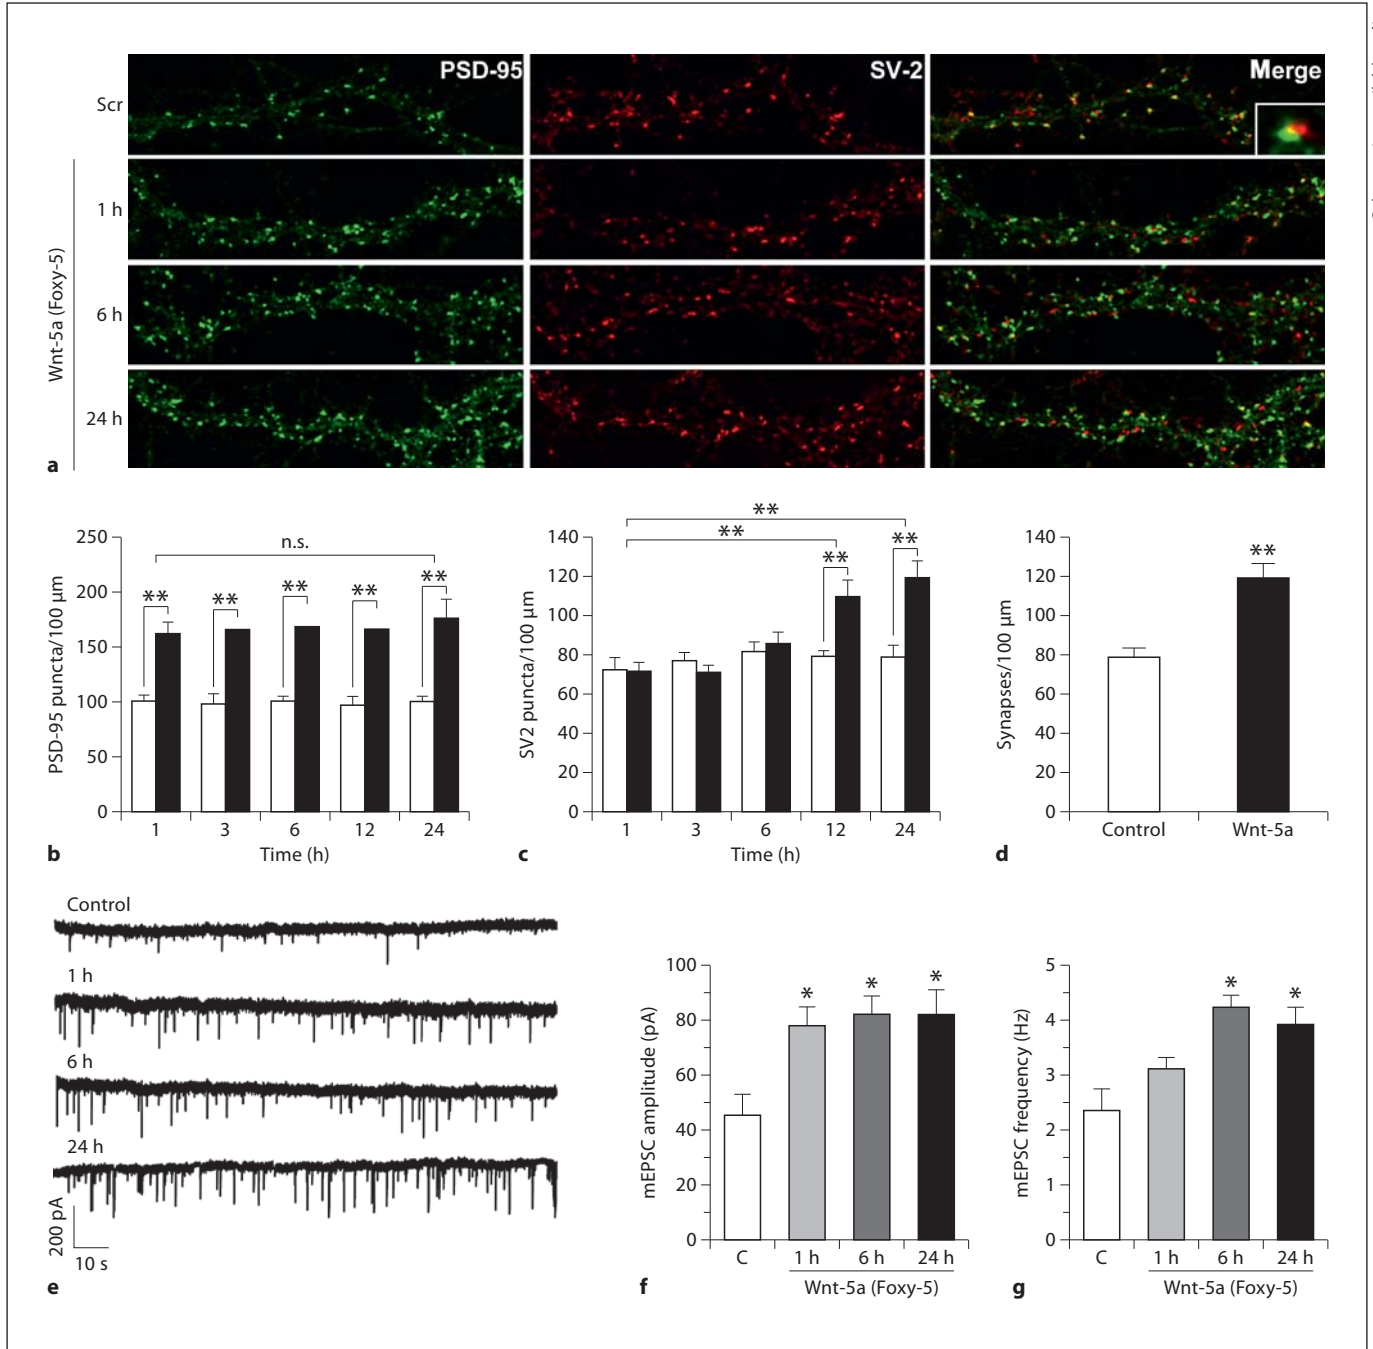 PSD-95 SV-2 Merge
Scr
1 h
6 h
24 h
Wnt-5a (Foxy-5)
a
250
200
150
100
50
0
PSD-95 puncta/100 μm
n.s.
** ** ** ** **
1 3 6 12 24
Time (h)
b
140
120
100
80
60
40
20
0
SV2 puncta/100 μm
**
**
** **
1 3 6 12 24
Time (h)
c
140
120
100
80
60
40
20
0
Synapses/100 μm
**
Control Wnt-5a
d
Control
1 h
6 h
24 h
200 pA
10 s
e
100
80
60
40
20
0
mEPSC amplitude (pA)
* * *
C 1 h 6 h 24 h
Wnt-5a (Foxy-5)
f
5
4
3
2
1
0
mEPSC frequency (Hz)
* *
C 1 h 6 h 24 h
Wnt-5a (Foxy-5)
g